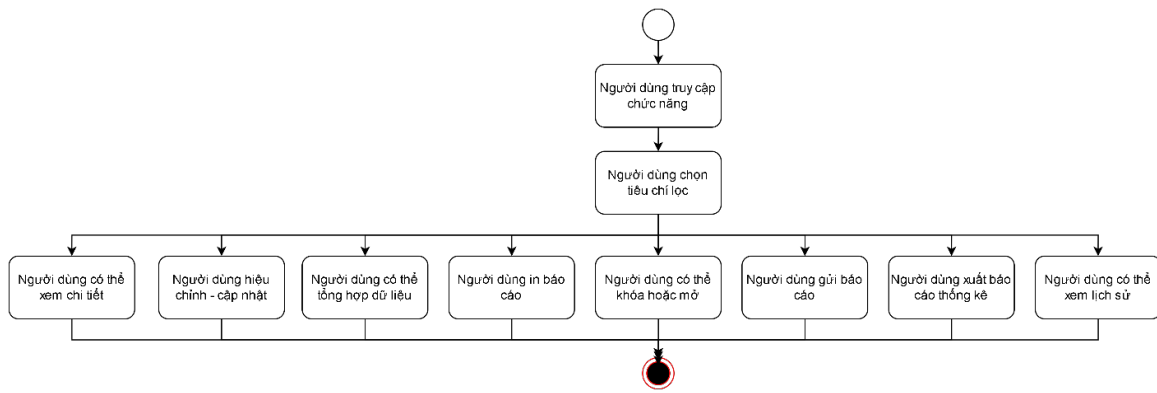 Người dùng truy cập
chức năng
Người dùng chọn
tiêu chí lọc
Người dùng có thể
xem chi tiết
Người dùng hiệu
chỉnh - cập nhật
Người dùng có thể
tổng hợp dữ liệu
Người dùng in báo
cáo
Người dùng có thể
khóa hoặc mở
Người dùng gửi báo
cáo
Người dùng xuất báo
cáo thống kê
Người dùng có thể
xem lịch sử